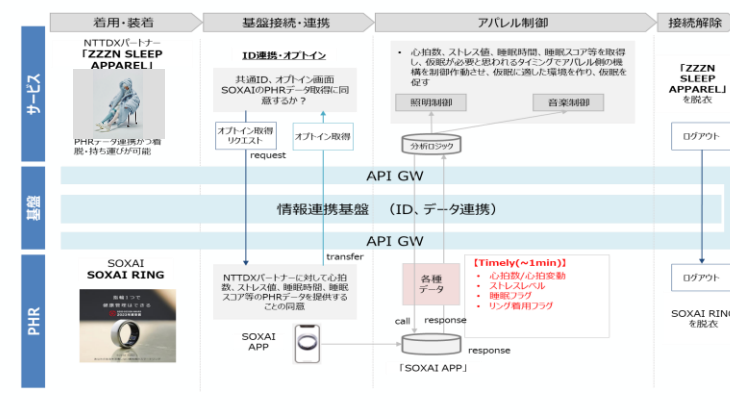 着用・装着
基盤接続・連携
アパレル制御
接続解除
サービス
NTTDXパートナー
「ZZZN SLEEP
APPAREL」
PHRデータ連携かつ着
脱・持ち運びが可能
ID連携・オプトイン
共通ID、オプトイン画面
SOXAIのPHRデータ取得に同
意するか？
オプトイン取得
リクエスト
オプトイン取得
request
• 心拍数、ストレス値、睡眠時間、睡眠スコア等を取得
し、仮眠が必要と思われるタイミングでアパレル側の機
構を制御作動させ、仮眠に適した環境を作り、仮眠を
促す
照明制御
音楽制御
分析ロジック
「ZZZN
SLEEP
APPAREL」
を脱衣
ログアウト
基盤
API GW
情報連携基盤　（ID、データ連携）
API GW
PHR
SOXAI
SOXAI RING
指輪1つで
健康管理はできる
transfer
NTTDXパートナーに対して心拍
数、ストレス値、睡眠時間、睡眠
スコア等のPHRデータを提供する
ことの同意
SOXAI
APP
各種
データ
【Timely(~1min)】
• 心拍数/心拍変動
• ストレスレベル
• 睡眠フラグ
• リング着用フラグ
call
response
response
「SOXAI APP」
ログアウト
SOXAI RING
を脱衣